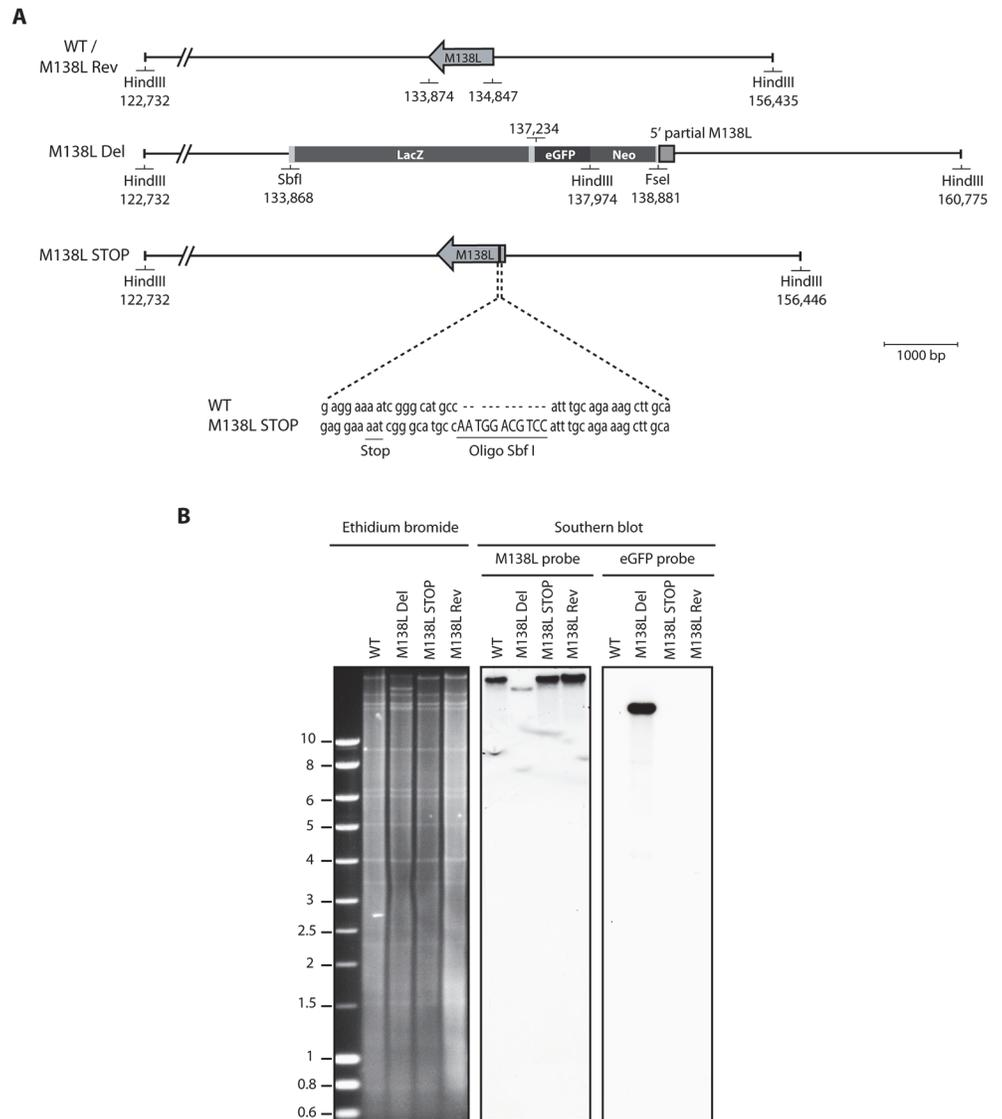 A
WT /
M138L Rev
M138L
HindIII
122,732
133,874
134,847
HindIII
156,435
M138L Del
137,234
5' partial M138L
LacZ
eGFP
Neo
HindIII
122,732
SbfI
133,868
HindIII
137,974
FseI
138,881
HindIII
160,775
M138L STOP
M138L
HindIII
122,732
HindIII
156,446
1000 bp
WT g agg aaa atc ggg cat gcc -- --- --- --- att tgc aga aag ctt gca
M138L STOP gag gaa aat cgg gca tgc cAA TGG ACG TCC att tgc aga aag ctt gca
Stop
Oligo Sbf I
B
Ethidium bromide
Southern blot
M138L probe
eGFP probe
WT
M138L Del
M138L STOP
M138L Rev
WT
M138L Del
M138L STOP
M138L Rev
WT
M138L Del
M138L STOP
M138L Rev
10
8
6
5
4
3
2.5
2
1.5
1
0.8
0.6